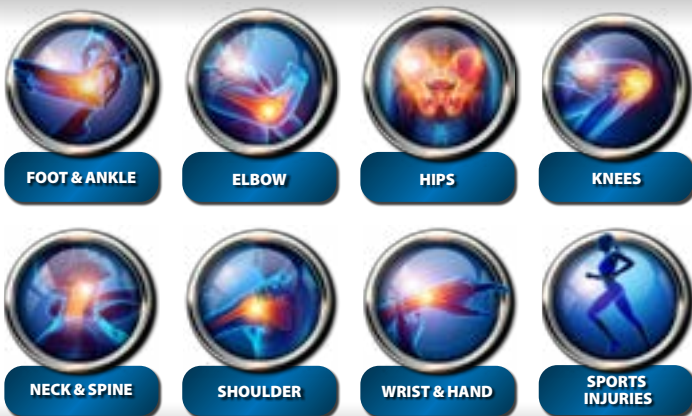 FOOT & ANKLE
ELBOW
HIPS
KNEES
NECK & SPINE
SHOULDER
WRIST & HAND
SPORTS
INJURIES